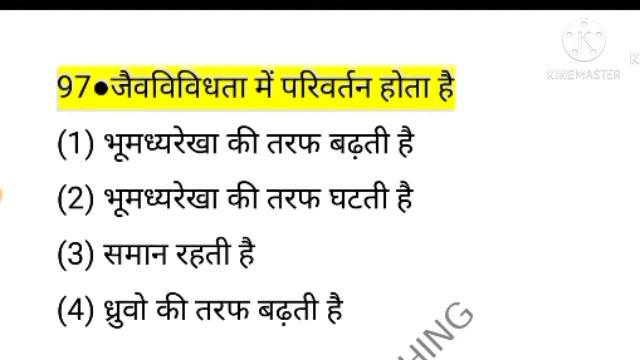 97●जैवविविधता में परिवर्तन होता है
(1) भूमध्यरेखा की तरफ बढ़ती है
(2) भूमध्यरेखा की तरफ घटती है
(3) समान रहती है
(4) ध्रुवो की तरफ बढ़ती है
KINEMASTER